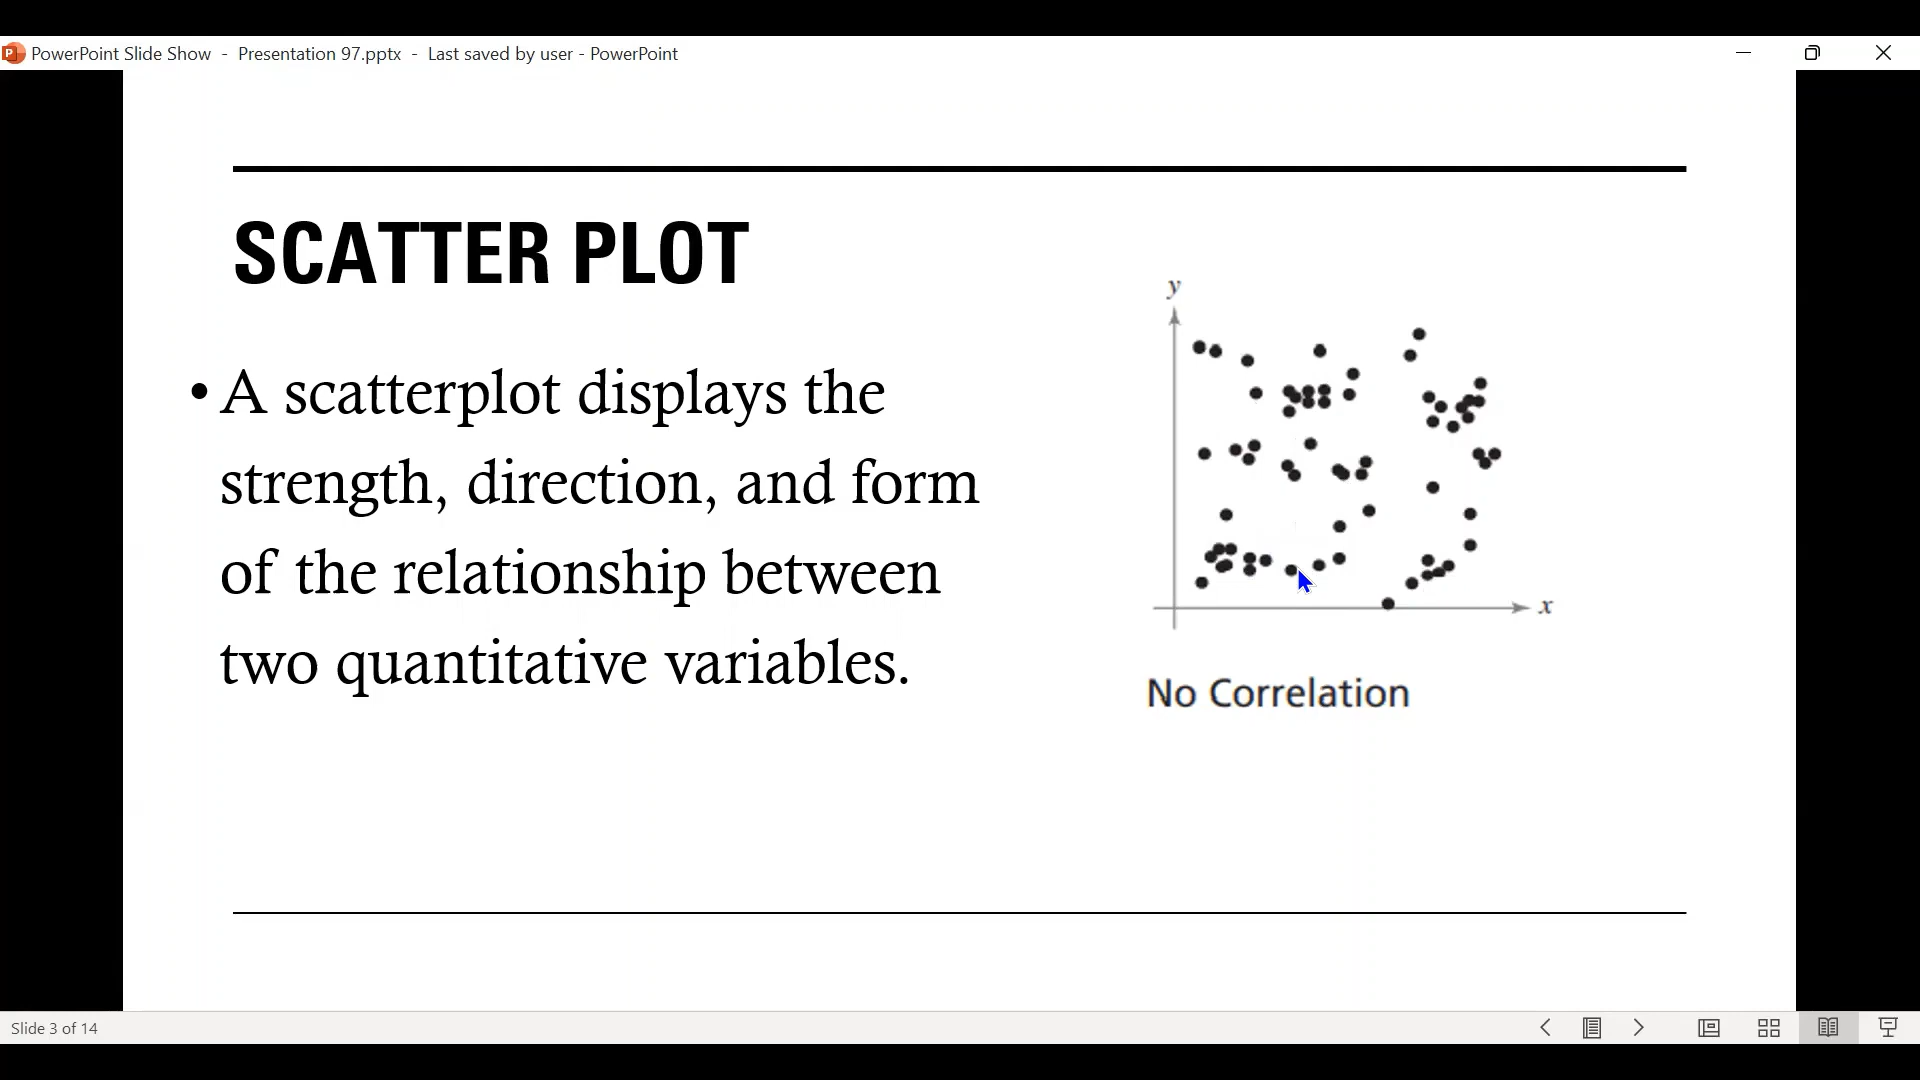 PowerPoint Slide Show - Presentation 97.pptx - Last saved by user - PowerPoint
SCATTER PLOT
• A scatterplot displays the
strength, direction, and form
of the relationship between
two quantitative variables.
y
x
No Correlation
Slide 3 of 14